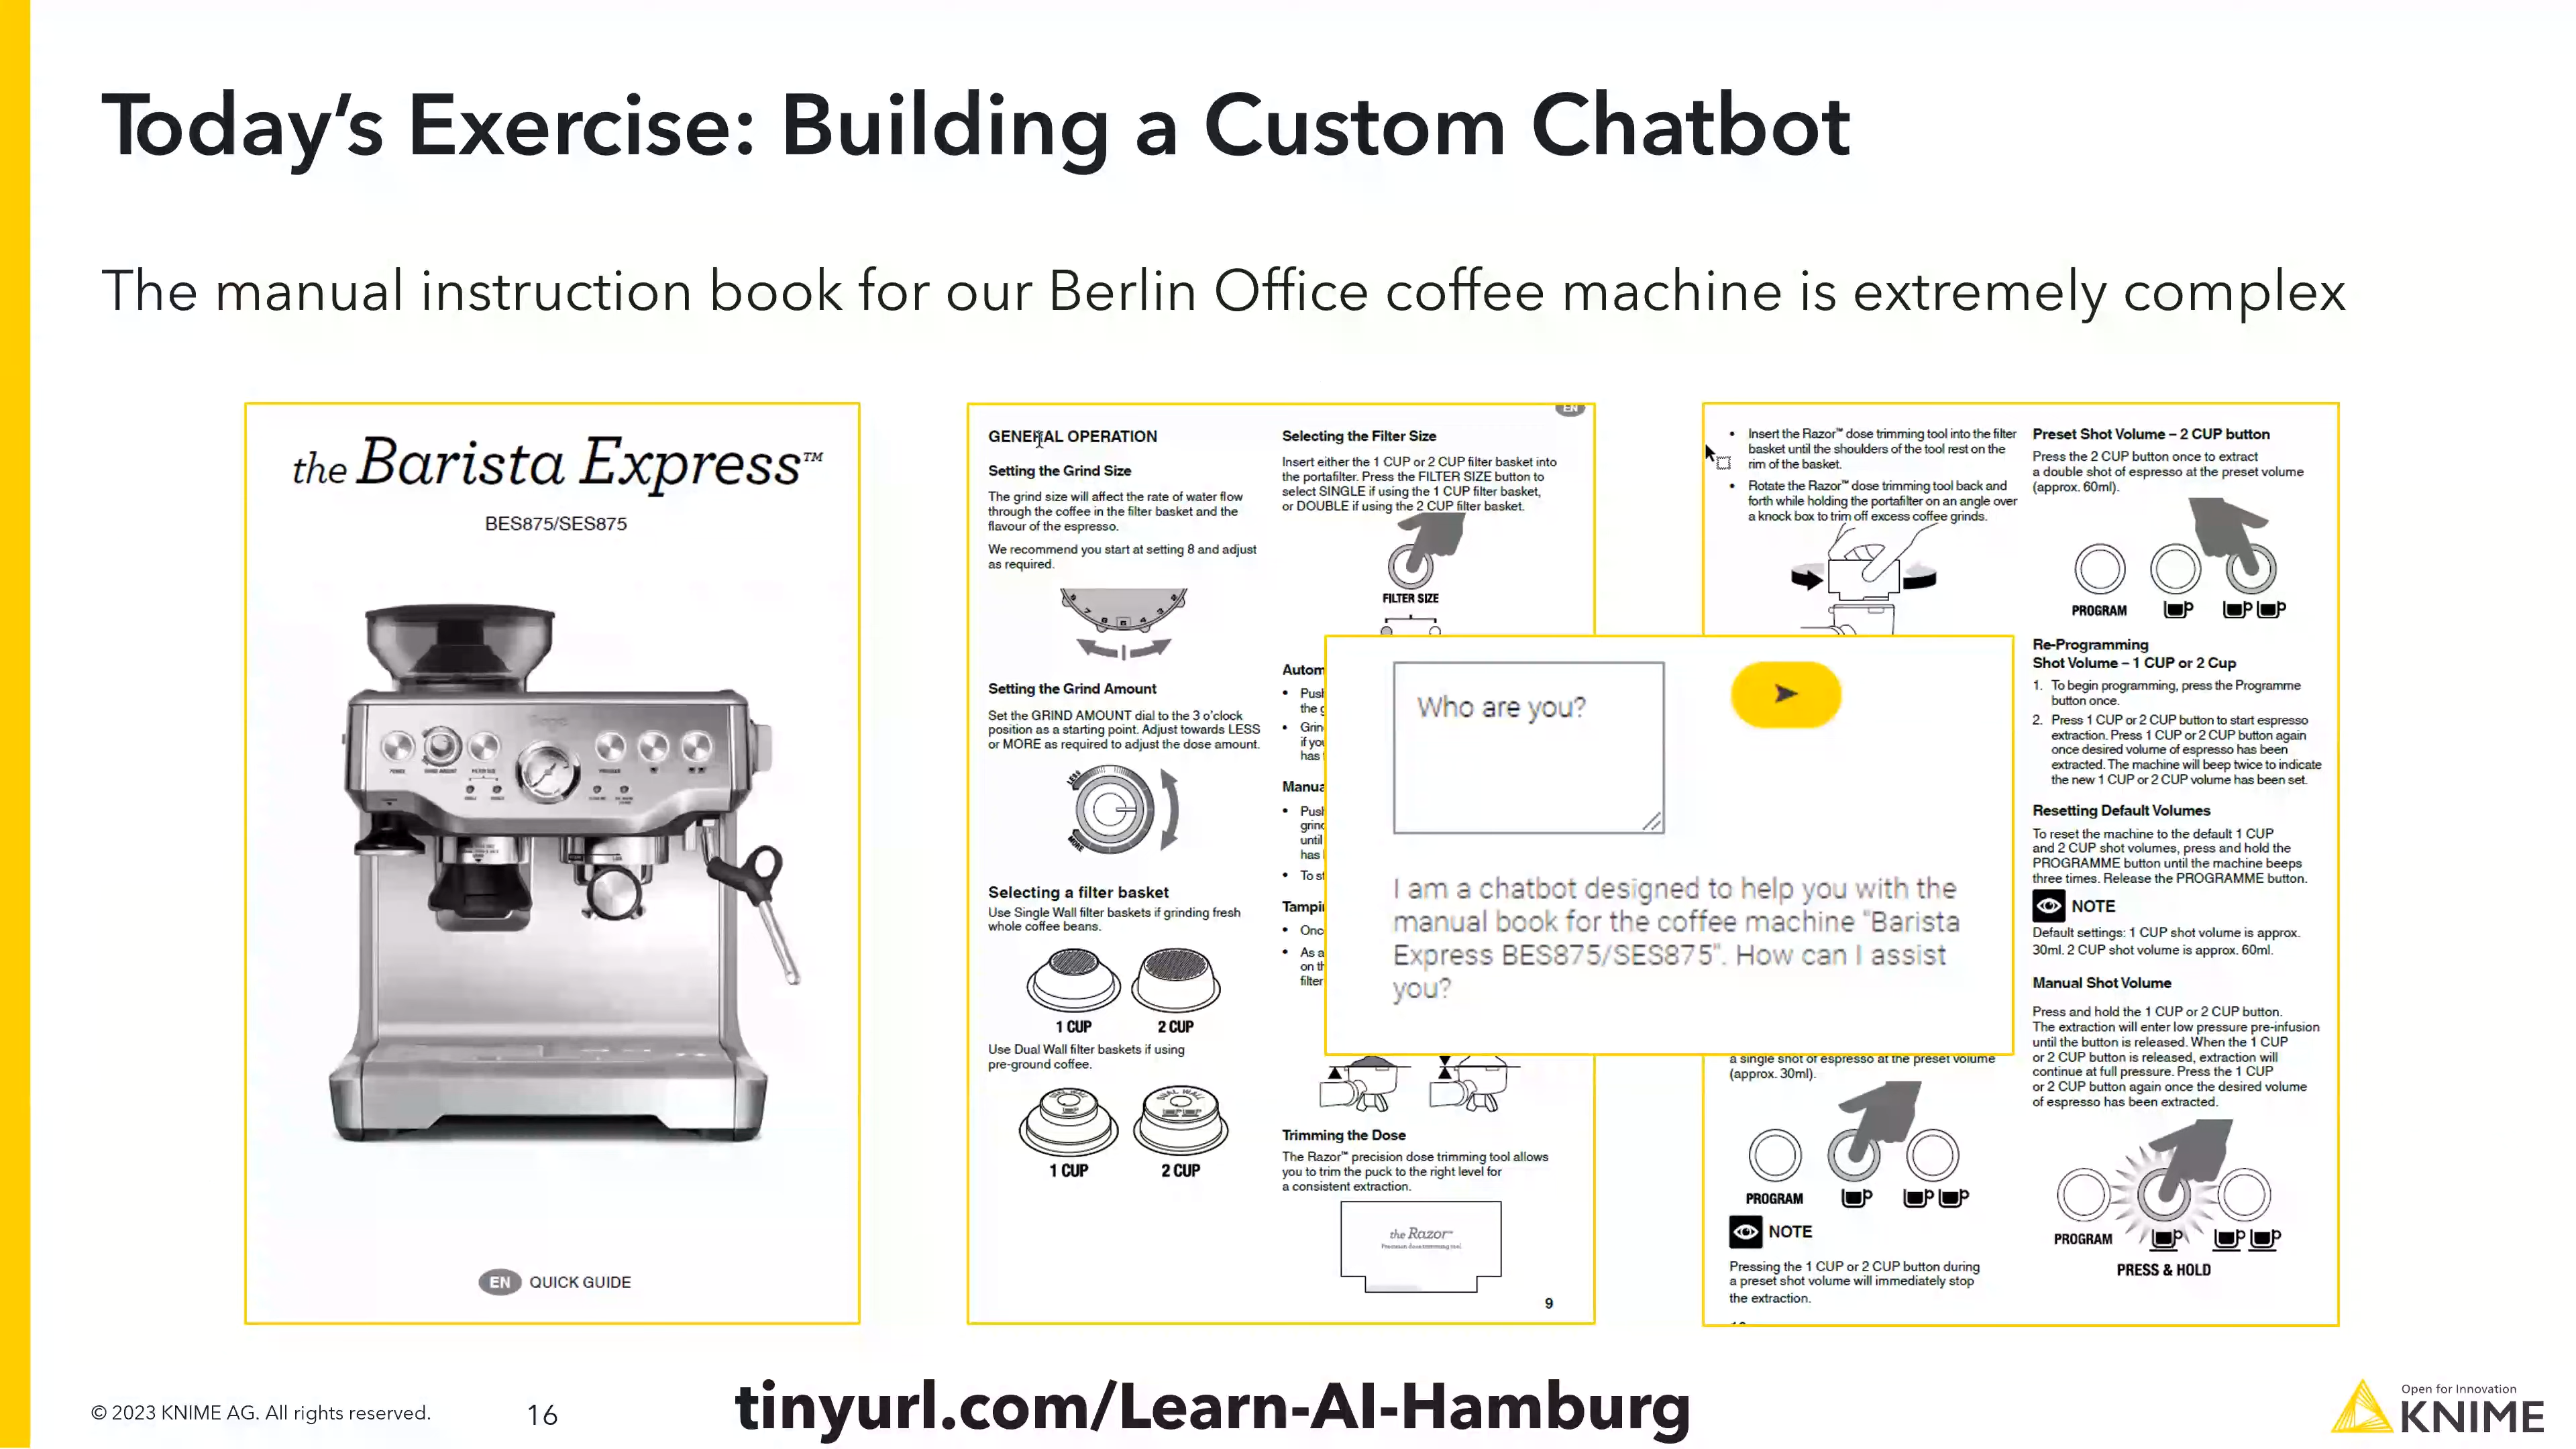 Today's Exercise: Building a Custom Chatbot
The manual instruction book for our Berlin Office coffee machine is extremely complex
the Barista Express™
BES875/SES875
EN QUICK GUIDE
EN
GENERAL OPERATION
Setting the Grind Size
The grind size will affect the rate of water flow
through the coffee in the filter basket and the
flavour of the espresso.
We recommend you start at setting 8 and adjust
as required.
Setting the Grind Amount
Set the GRIND AMOUNT dial to the 3 o'clock
position as a starting point. Adjust towards LESS
or MORE as required to adjust the dose amount.
LESS
MORE
Selecting a filter basket
Use Single Wall filter baskets if grinding fresh
whole coffee beans.
1 CUP 2 CUP
Use Dual Wall filter baskets if using
pre-ground coffee.
DUAL WALL DUAL WALL
1 CUP 2 CUP
Selecting the Filter Size
Insert either the 1 CUP or 2 CUP filter basket into
the portafilter. Press the FILTER SIZE button to
select SINGLE if using the 1 CUP filter basket,
or DOUBLE if using the 2 CUP filter basket.
FILTER SIZE
Trimming the Dose
The Razor™ precision dose trimming tool allows
you to trim the puck to the right level for
a consistent extraction.
the Razor™
Precision dose trimming tool
9
Who are you?
I am a chatbot designed to help you with the
manual book for the coffee machine "Barista
Express BES875/SES875". How can I assist
you?
• Insert the Razor™ dose trimming tool into the filter
basket until the shoulders of the tool rest on the
rim of the basket.
• Rotate the Razor™ dose trimming tool back and
forth while holding the portafilter on an angle over
a knock box to trim off excess coffee grinds.
a single shot of espresso at the preset volume
(approx. 30ml).
PROGRAM
NOTE
Pressing the 1 CUP or 2 CUP button during
a preset shot volume will immediately stop
the extraction.
Preset Shot Volume – 2 CUP button
Press the 2 CUP button once to extract
a double shot of espresso at the preset volume
(approx. 60ml).
PROGRAM
Re-Programming
Shot Volume – 1 CUP or 2 Cup
1. To begin programming, press the Programme
button once.
2. Press 1 CUP or 2 CUP button to start espresso
extraction. Press 1 CUP or 2 CUP button again
once desired volume of espresso has been
extracted. The machine will beep twice to indicate
the new 1 CUP or 2 CUP volume has been set.
Resetting Default Volumes
To reset the machine to the default 1 CUP
and 2 CUP shot volumes, press and hold the
PROGRAMME button until the machine beeps
three times. Release the PROGRAMME button.
NOTE
Default settings: 1 CUP shot volume is approx.
30ml. 2 CUP shot volume is approx. 60ml.
Manual Shot Volume
Press and hold the 1 CUP or 2 CUP button.
The extraction will enter low pressure pre-infusion
until the button is released. When the 1 CUP
or 2 CUP button is released, extraction will
continue at full pressure. Press the 1 CUP
or 2 CUP button again once the desired volume
of espresso has been extracted.
PROGRAM
PRESS & HOLD
© 2023 KNIME AG. All rights reserved.
16
tinyurl.com/Learn-AI-Hamburg
Open for Innovation
KNIME